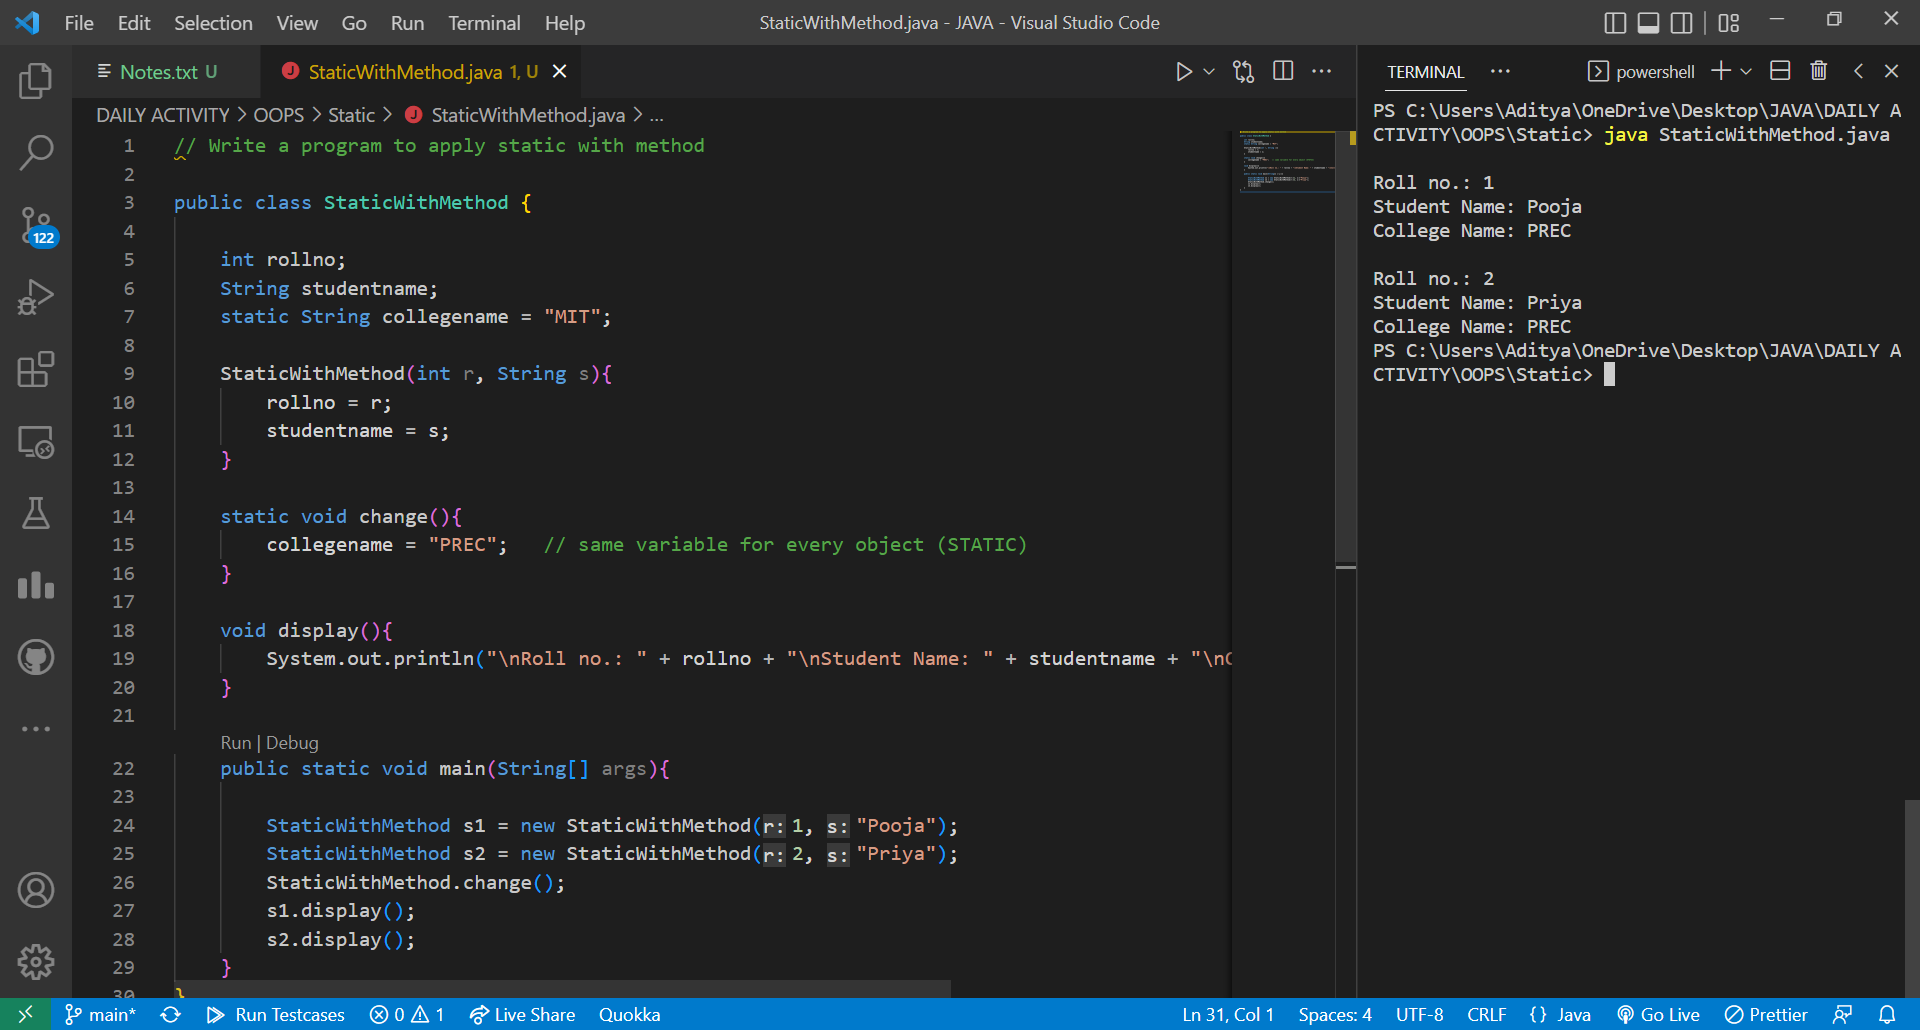 File Edit Selection View Go Run Terminal Help
StaticWithMethod.java - JAVA - Visual Studio Code
Notes.txt U
StaticWithMethod.java 1, U
DAILY ACTIVITY > OOPS > Static > StaticWithMethod.java > ...
1 // Write a program to apply static with method
2
3 public class StaticWithMethod {
4
5 int rollno;
6 String studentname;
7 static String collegename = "MIT";
8
9 StaticWithMethod(int r, String s){
10 rollno = r;
11 studentname = s;
12 }
13
14 static void change(){
15 collegename = "PREC"; // same variable for every object (STATIC)
16 }
17
18 void display(){
19 System.out.println("\nRoll no.: " + rollno + "\nStudent Name: " + studentname + "\nC
20 }
21
Run | Debug
22 public static void main(String[] args){
23
24 StaticWithMethod s1 = new StaticWithMethod(r: 1, s: "Pooja");
25 StaticWithMethod s2 = new StaticWithMethod(r: 2, s: "Priya");
26 StaticWithMethod.change();
27 s1.display();
28 s2.display();
29 }
30 }
TERMINAL
powershell
PS C:\Users\Aditya\OneDrive\Desktop\JAVA\DAILY A
CTIVITY\OOPS\Static> java StaticWithMethod.java
Roll no.: 1
Student Name: Pooja
College Name: PREC
Roll no.: 2
Student Name: Priya
College Name: PREC
PS C:\Users\Aditya\OneDrive\Desktop\JAVA\DAILY A
CTIVITY\OOPS\Static>
122
main* Run Testcases 0 1 Live Share Quokka
Ln 31, Col 1 Spaces: 4 UTF-8 CRLF {} Java Go Live Prettier